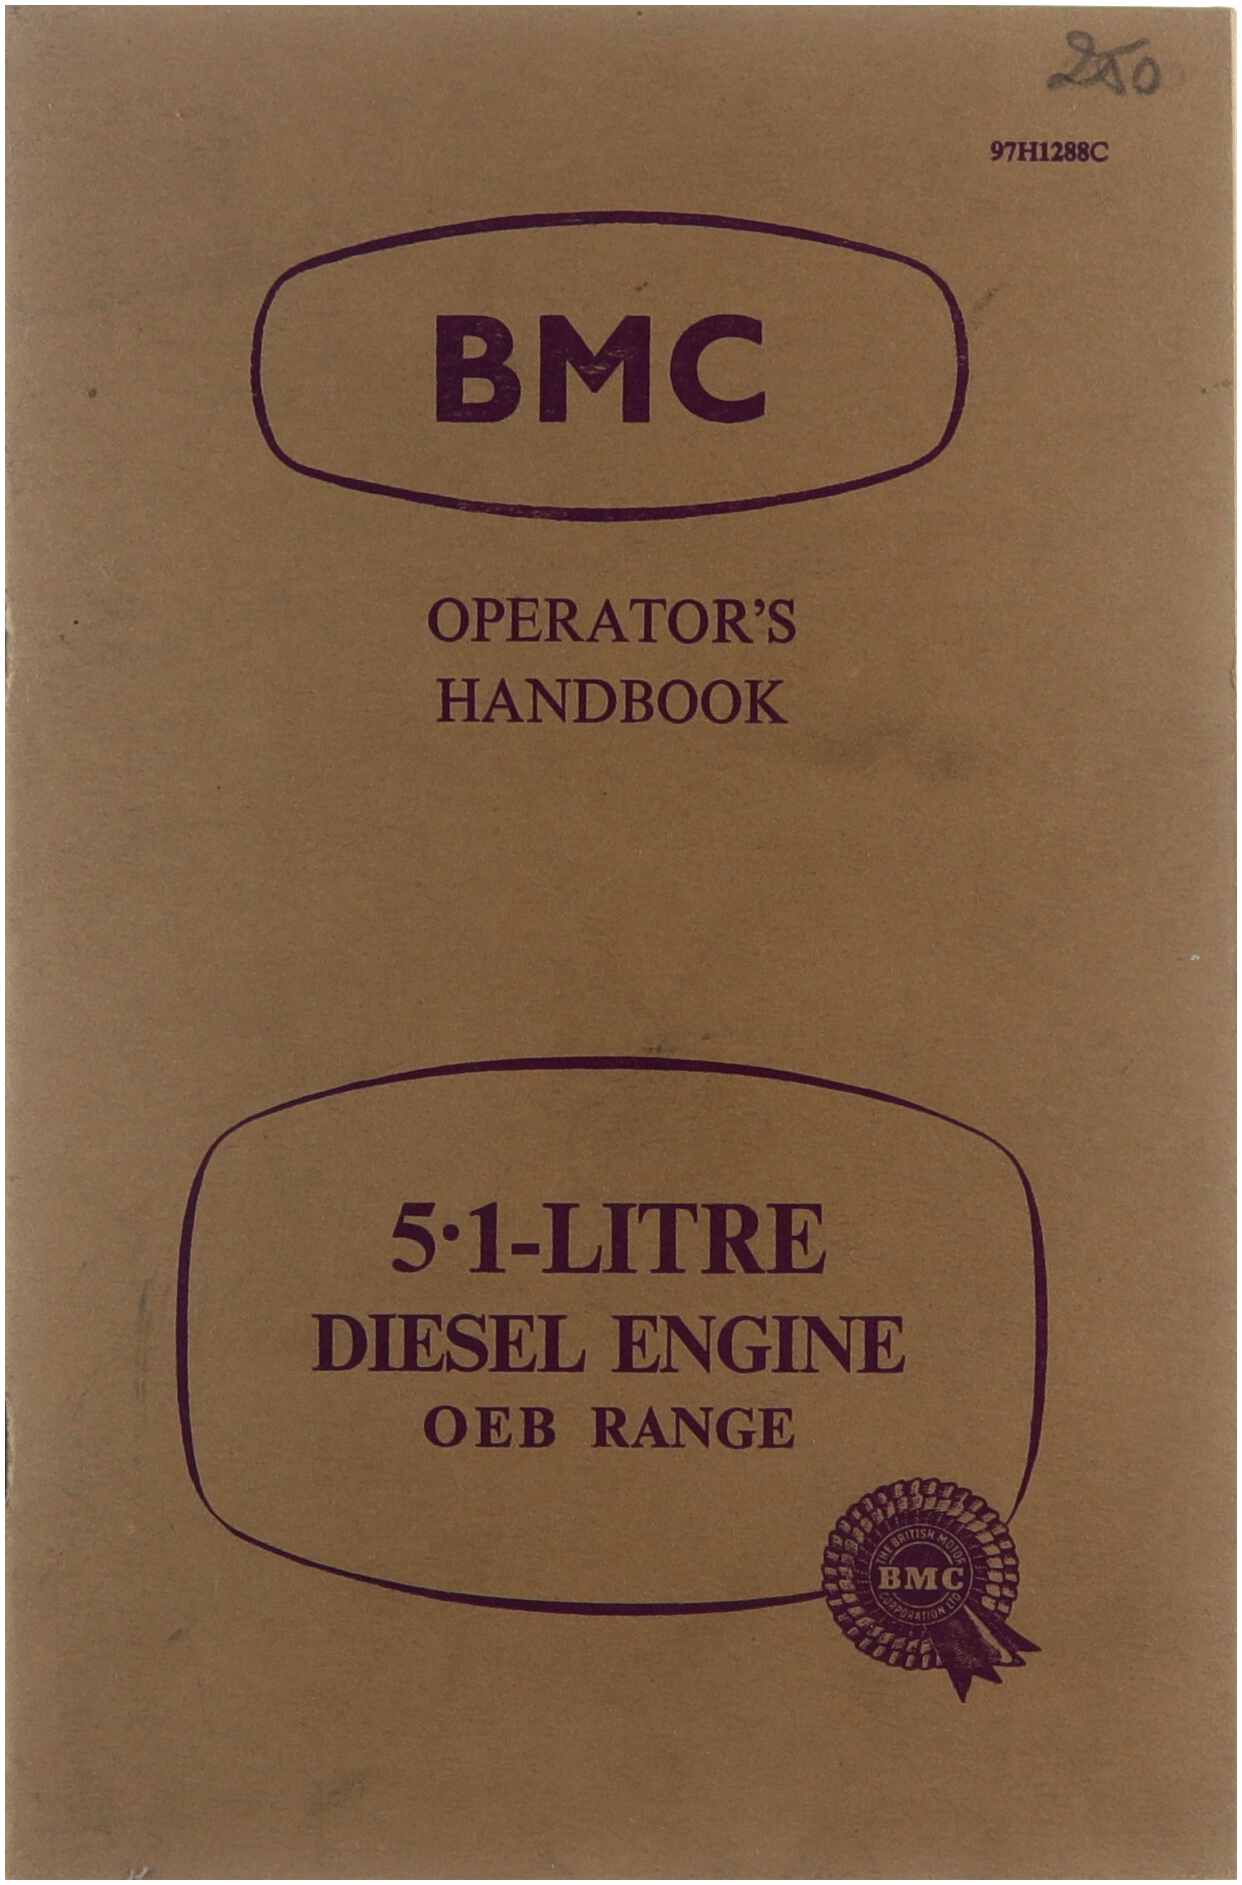 250
97H1288C
BMC
OPERATOR'S
HANDBOOK
5·1-LITRE
DIESEL ENGINE
OEB RANGE
THE BRITISH MOTOR
BMC
CORPORATION LTD